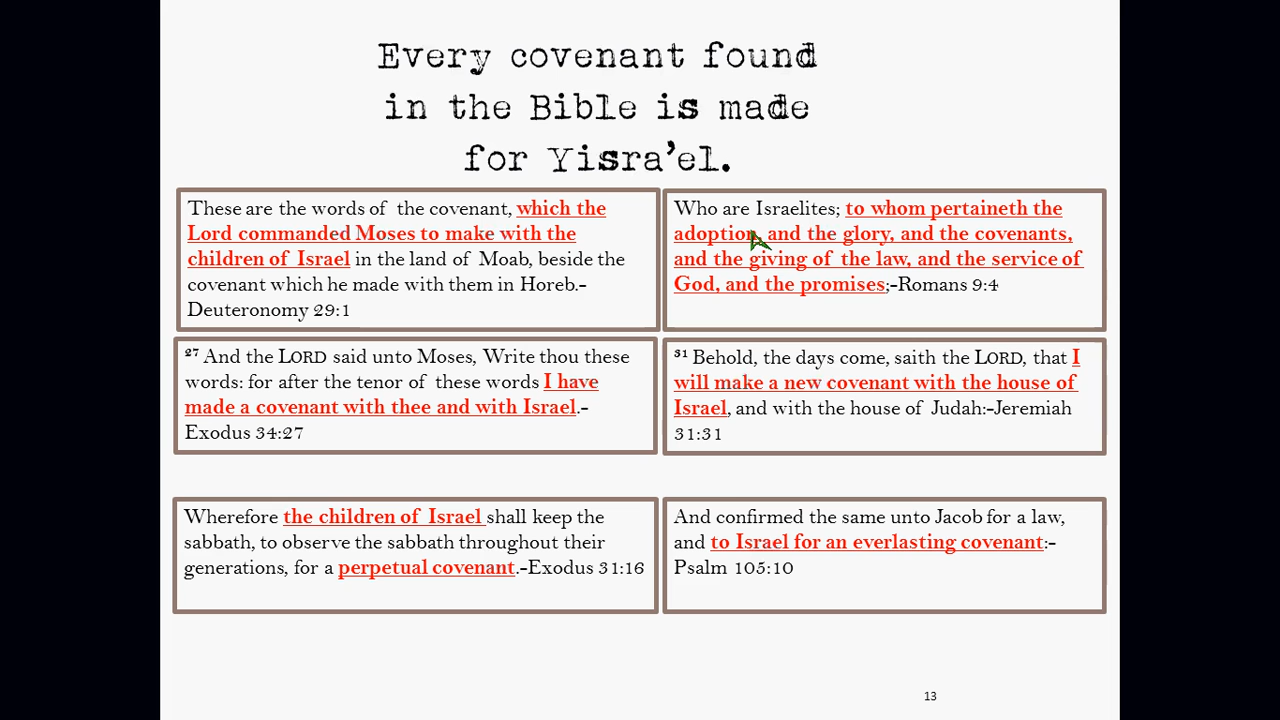 Every covenant found
in the Bible is made
for Yisra'el.
These are the words of the covenant, which the
Lord commanded Moses to make with the
children of Israel in the land of Moab, beside the
covenant which he made with them in Horeb.-
Deuteronomy 29:1
Who are Israelites; to whom pertaineth the
adoption, and the glory, and the covenants,
and the giving of the law, and the service of
God, and the promises;-Romans 9:4
27 And the LORD said unto Moses, Write thou these
words: for after the tenor of these words I have
made a covenant with thee and with Israel.-
Exodus 34:27
31 Behold, the days come, saith the LORD, that I
will make a new covenant with the house of
Israel, and with the house of Judah:-Jeremiah
31:31
Wherefore the children of Israel shall keep the
sabbath, to observe the sabbath throughout their
generations, for a perpetual covenant.-Exodus 31:16
And confirmed the same unto Jacob for a law,
and to Israel for an everlasting covenant:-
Psalm 105:10
13